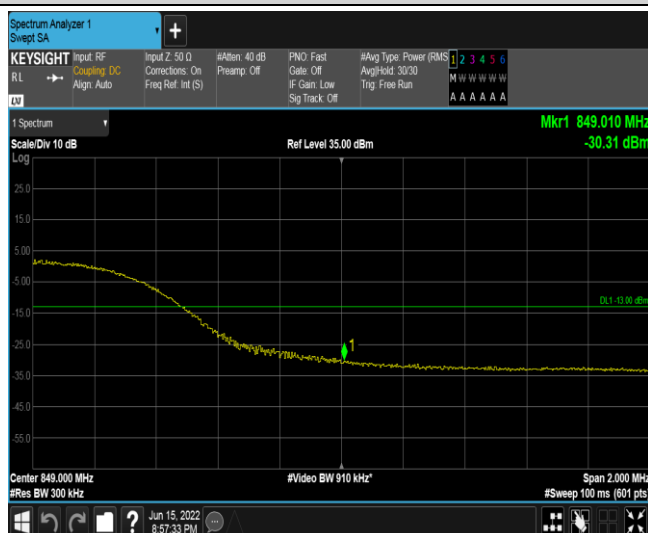 Spectrum Analyzer 1
Swept SA
+
KEYSIGHT
RL
Input: RF
Coupling: DC
Align: Auto
Input Z: 50 Ω
Corrections: On
Freq Ref: Int (S)
#Atten: 40 dB
Preamp: Off
PNO: Fast
Gate: Off
IF Gain: Low
Sig Track: Off
#Avg Type: Power (RMS
Avg|Hold: 30/30
Trig: Free Run
1 2 3 4 5 6
M W W W W W
A A A A A A
LXI
1 Spectrum
Mkr1 849.010 MHz
Scale/Div 10 dB
Ref Level 35.00 dBm
-30.31 dBm
Log
25.0
15.0
5.00
-5.00
DL1 -13.00 dBm
-15.0
-25.0
1
-35.0
-45.0
-55.0
Center 849.000 MHz
#Video BW 910 kHz*
Span 2.000 MHz
#Res BW 300 kHz
#Sweep 100 ms (601 pts)
?
Jun 15, 2022
8:57:33 PM